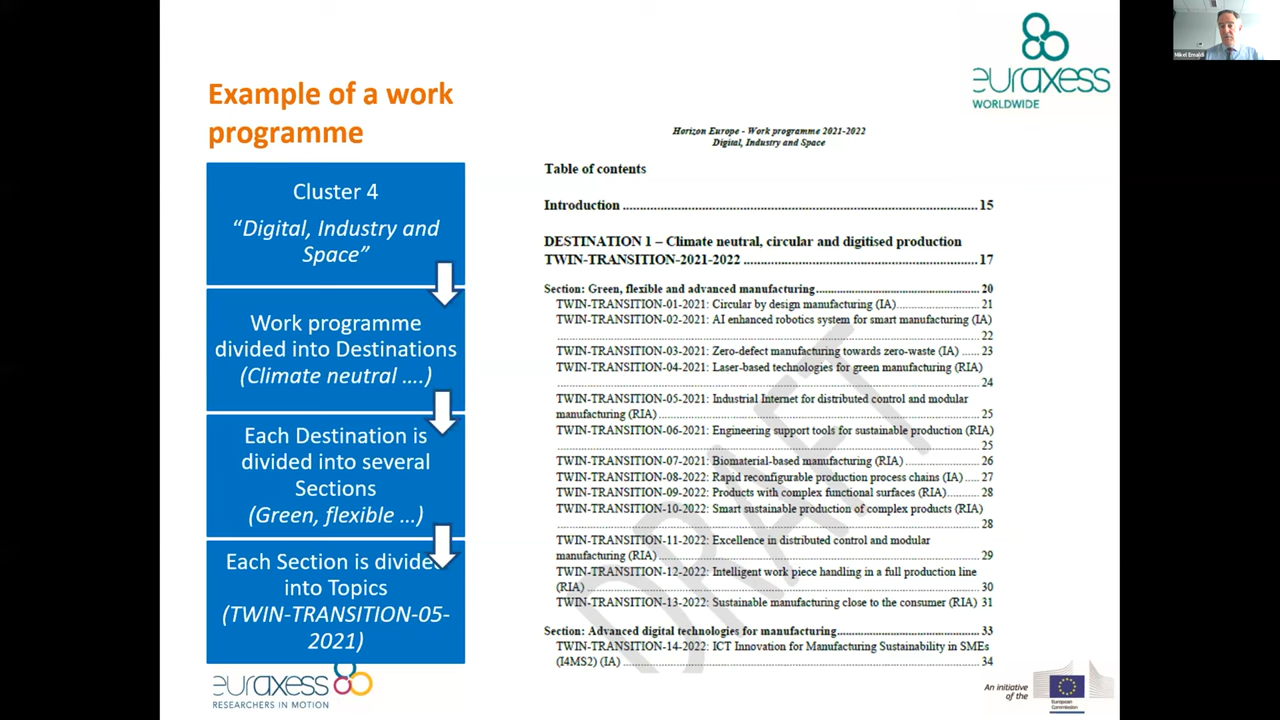 Example of a work
programme
Cluster 4
“Digital, Industry and
Space”
Work programme
divided into Destinations
(Climate neutral ....)
Each Destination is
divided into several
Sections
(Green, flexible ...)
Each Section is divided
into Topics
(TWIN-TRANSITION-05-
2021)
euraxess
RESEARCHERS IN MOTION
euraxess
WORLDWIDE
Horizon Europe - Work programme 2021-2022
Digital, Industry and Space
Table of contents
Introduction ........ 15
DESTINATION 1 – Climate neutral, circular and digitised production
TWIN-TRANSITION-2021-2022 ........ 17
Section: Green, flexible and advanced manufacturing ........ 20
TWIN-TRANSITION-01-2021: Circular by design manufacturing (IA) ........ 21
TWIN-TRANSITION-02-2021: AI enhanced robotics system for smart manufacturing (IA)
........ 22
TWIN-TRANSITION-03-2021: Zero-defect manufacturing towards zero-waste (IA) ...... 23
TWIN-TRANSITION-04-2021: Laser-based technologies for green manufacturing (RIA)
........ 24
TWIN-TRANSITION-05-2021: Industrial Internet for distributed control and modular
manufacturing (RIA) ........ 25
TWIN-TRANSITION-06-2021: Engineering support tools for sustainable production (RIA)
........ 25
TWIN-TRANSITION-07-2021: Biomaterial-based manufacturing (RIA) ........ 26
TWIN-TRANSITION-08-2022: Rapid reconfigurable production process chains (IA) ..... 27
TWIN-TRANSITION-09-2022: Products with complex functional surfaces (RIA) ........ 28
TWIN-TRANSITION-10-2022: Smart sustainable production of complex products (RIA)
........ 28
TWIN-TRANSITION-11-2022: Excellence in distributed control and modular
manufacturing (RIA) ........ 29
TWIN-TRANSITION-12-2022: Intelligent work piece handling in a full production line
(RIA) ........ 30
TWIN-TRANSITION-13-2022: Sustainable manufacturing close to the consumer (RIA) 31
Section: Advanced digital technologies for manufacturing ........ 33
TWIN-TRANSITION-14-2022: ICT Innovation for Manufacturing Sustainability in SMEs
(I4MS2) (IA) ........ 34
DRAFT
An initiative
of the
European
Commission
Mikel Emaldi